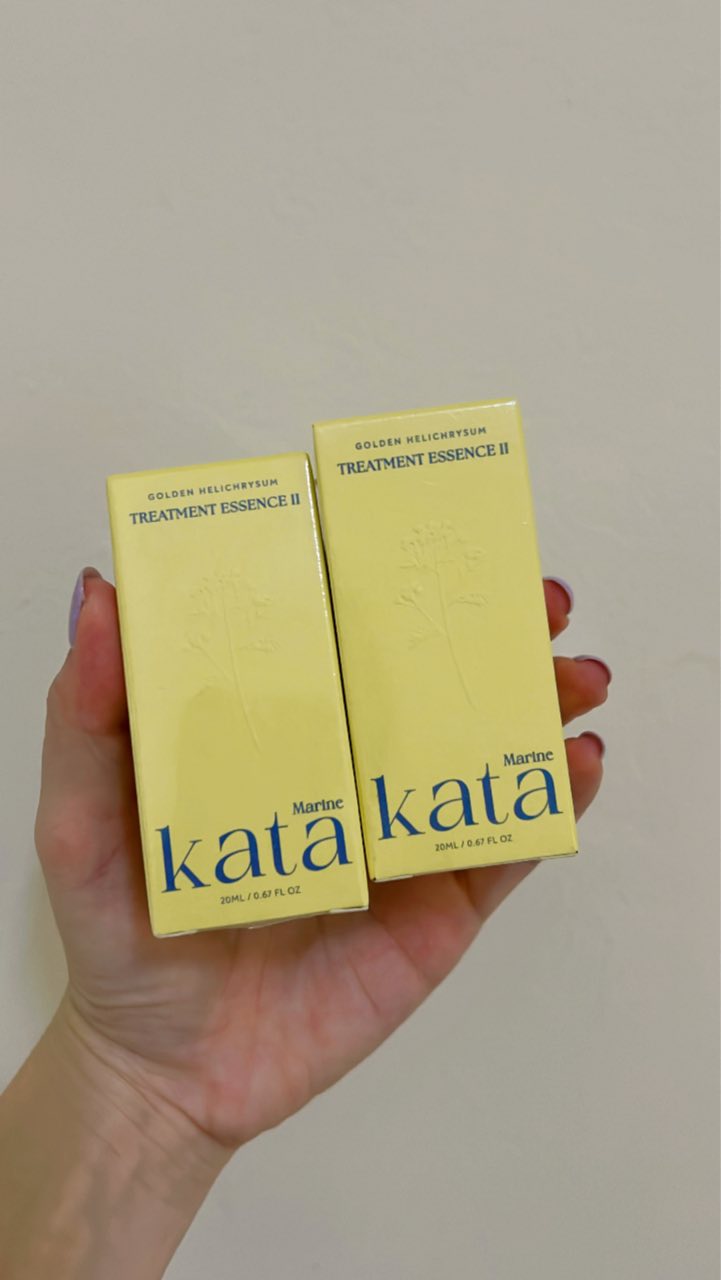 GOLDEN HELICHRYSUM
TREATMENT ESSENCE II
Marine
kata
20ML / 0.67 FL OZ
GOLDEN HELICHRYSUM
TREATMENT ESSENCE II
Marine
kata
20ML / 0.67 FL OZ